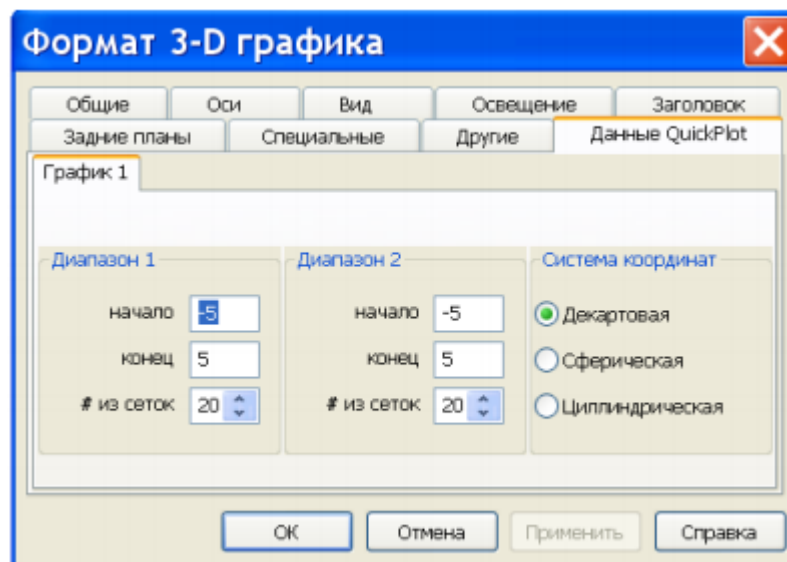 Формат 3-D графика
Общие Оси Вид Освещение Заголовок
Задние планы Специальные Другие Данные QuickPlot
График 1
Диапазон 1 Диапазон 2 Система координат
начало -5 начало -5 Декартовая
конец 5 конец 5 Сферическая
# из сеток 20 # из сеток 20 Циплиндрическая
ОК Отмена Применить Справка